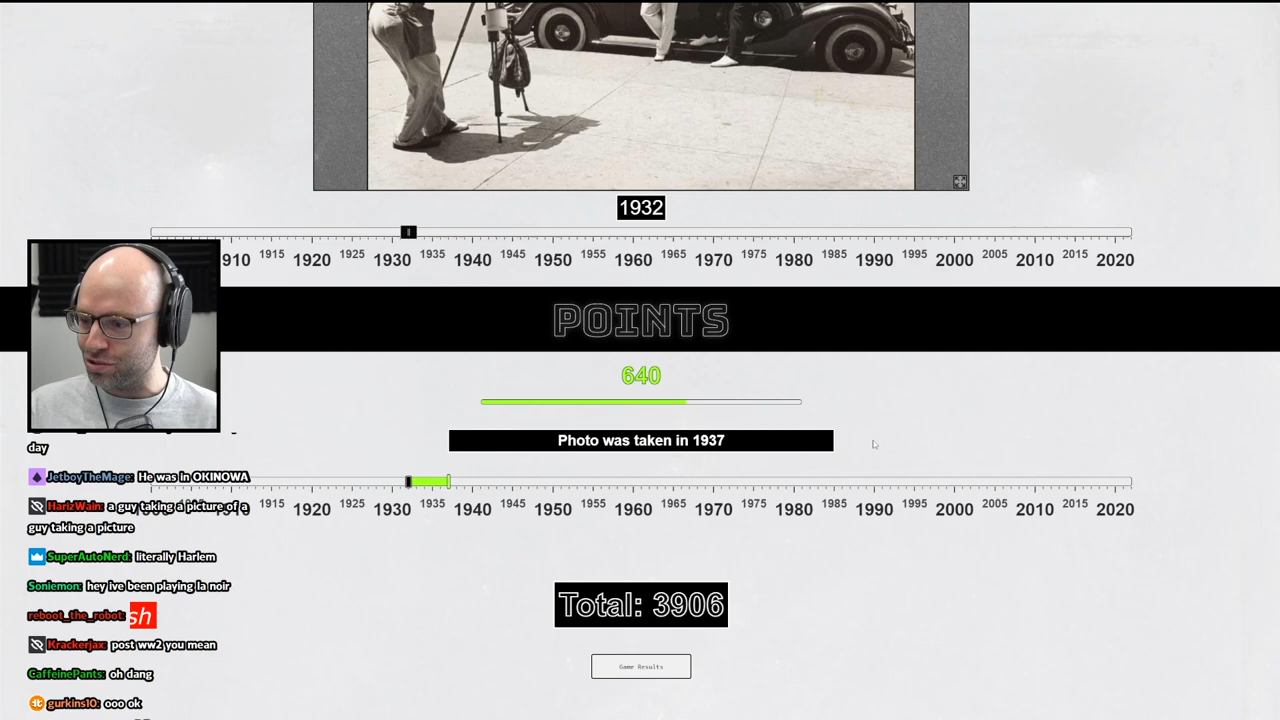 1932
910 1915 1920 1925 1930 1935 1940 1945 1950 1955 1960 1965 1970 1975 1980 1985 1990 1995 2000 2005 2010 2015 2020
POINTS
640
Photo was taken in 1937
day
JetboyTheMage: He was in OKINOWA
1915 1920 1925 1930 1935 1940 1945 1950 1955 1960 1965 1970 1975 1980 1985 1990 1995 2000 2005 2010 2015 2020
HarizWain: a guy taking a picture of a
guy taking a picture
SuperAutoNerd: literally Harlem
Soniemon: hey ive been playing la noir
Total: 3906
reboot_the_robot: sh
Krackerjax: post ww2 you mean
Game Results
CaffeinePants: oh dang
gurkins10: ooo ok